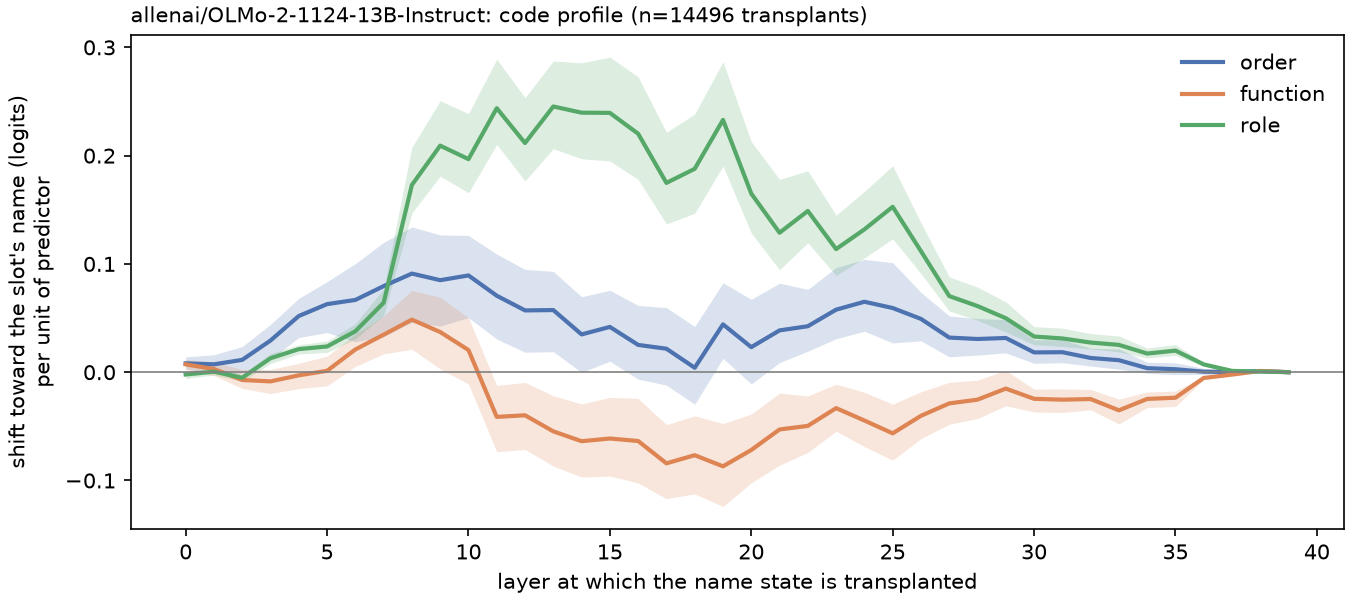 allenai/OLMo-2-1124-13B-Instruct: code profile (n=14496 transplants)
shift toward the slot's name (logits)
per unit of predictor
0.3
0.2
0.1
0.0
−0.1
order
function
role
0 5 10 15 20 25 30 35 40
layer at which the name state is transplanted